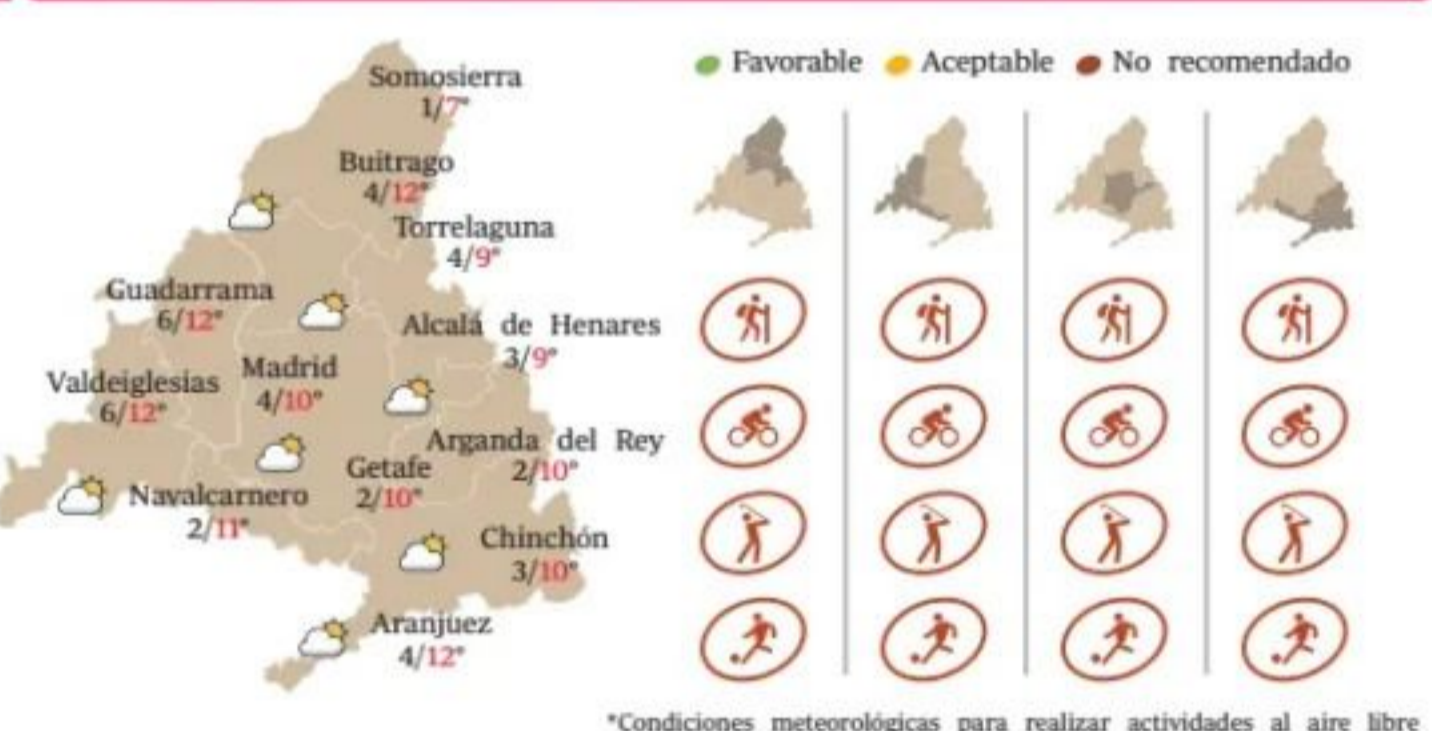 Somosierra
1/7°
Buitrago
4/12°
Torrelaguna
4/9°
Guadarrama
6/12°
Alcalá de Henares
3/9°
Madrid
4/10°
Valdeiglesias
6/12°
Arganda del Rey
2/10°
Getafe
2/10°
Navalcarnero
2/11°
Chinchón
3/10°
Aranjuez
4/12°
Favorable Aceptable No recomendado
*Condiciones meteorológicas para realizar actividades al aire libre